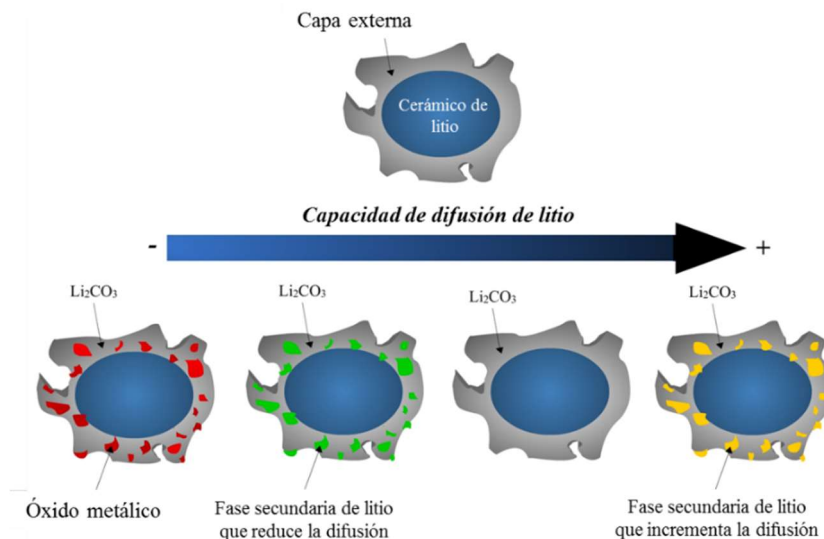 Capa externa
Cerámico de
litio
Capacidad de difusión de litio
-
+
Li₂CO₃
Li₂CO₃
Li₂CO₃
Li₂CO₃
Óxido metálico
Fase secundaria de litio
que reduce la difusión
Fase secundaria de litio
que incrementa la difusión